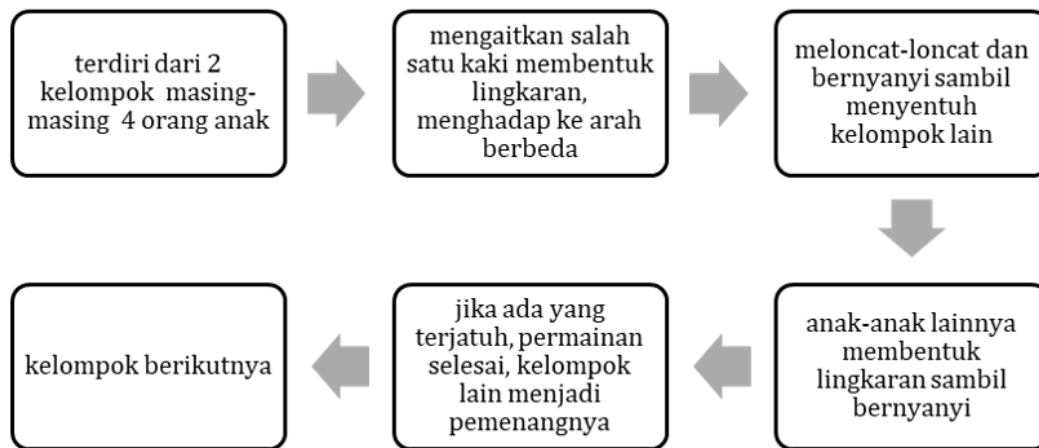 terdiri dari 2
kelompok masing-
masing 4 orang anak
mengaitkan salah
satu kaki membentuk
lingkaran,
menghadap ke arah
berbeda
meloncat-loncat dan
bernyanyi sambil
menyentuh
kelompok lain
anak-anak lainnya
membentuk
lingkaran sambil
bernyanyi
jika ada yang
terjatuh, permainan
selesai, kelompok
lain menjadi
pemenangnya
kelompok berikutnya